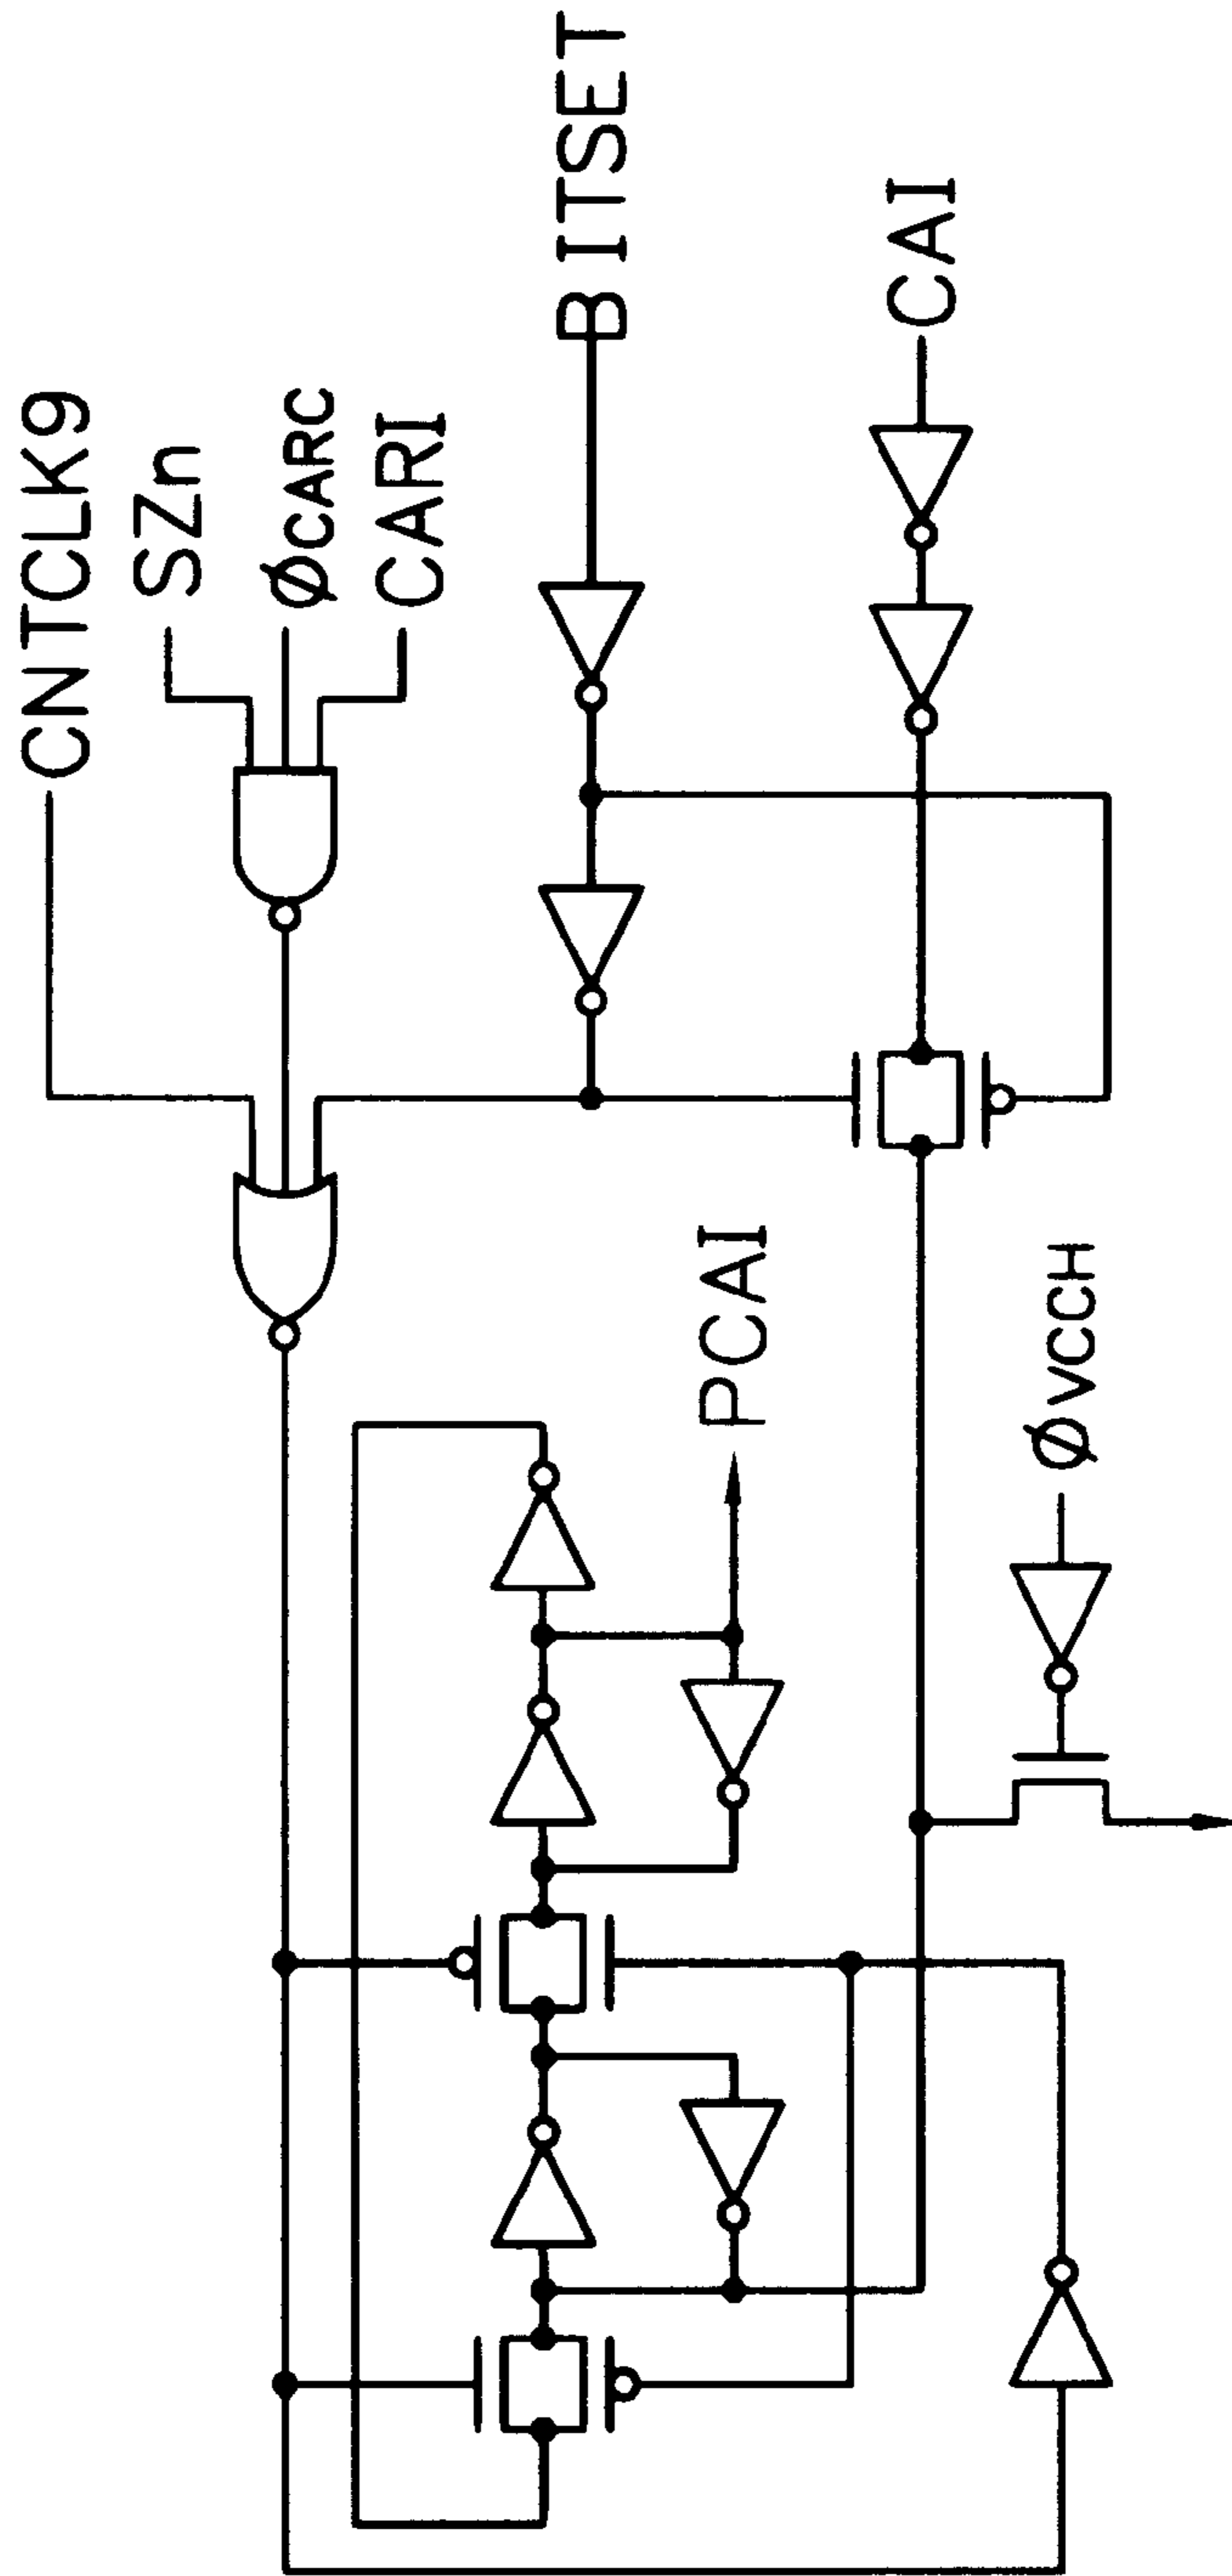 CNTCLK9
SZn
øCARC
CARI
BITSET
CAI
PCAI
øVCCH